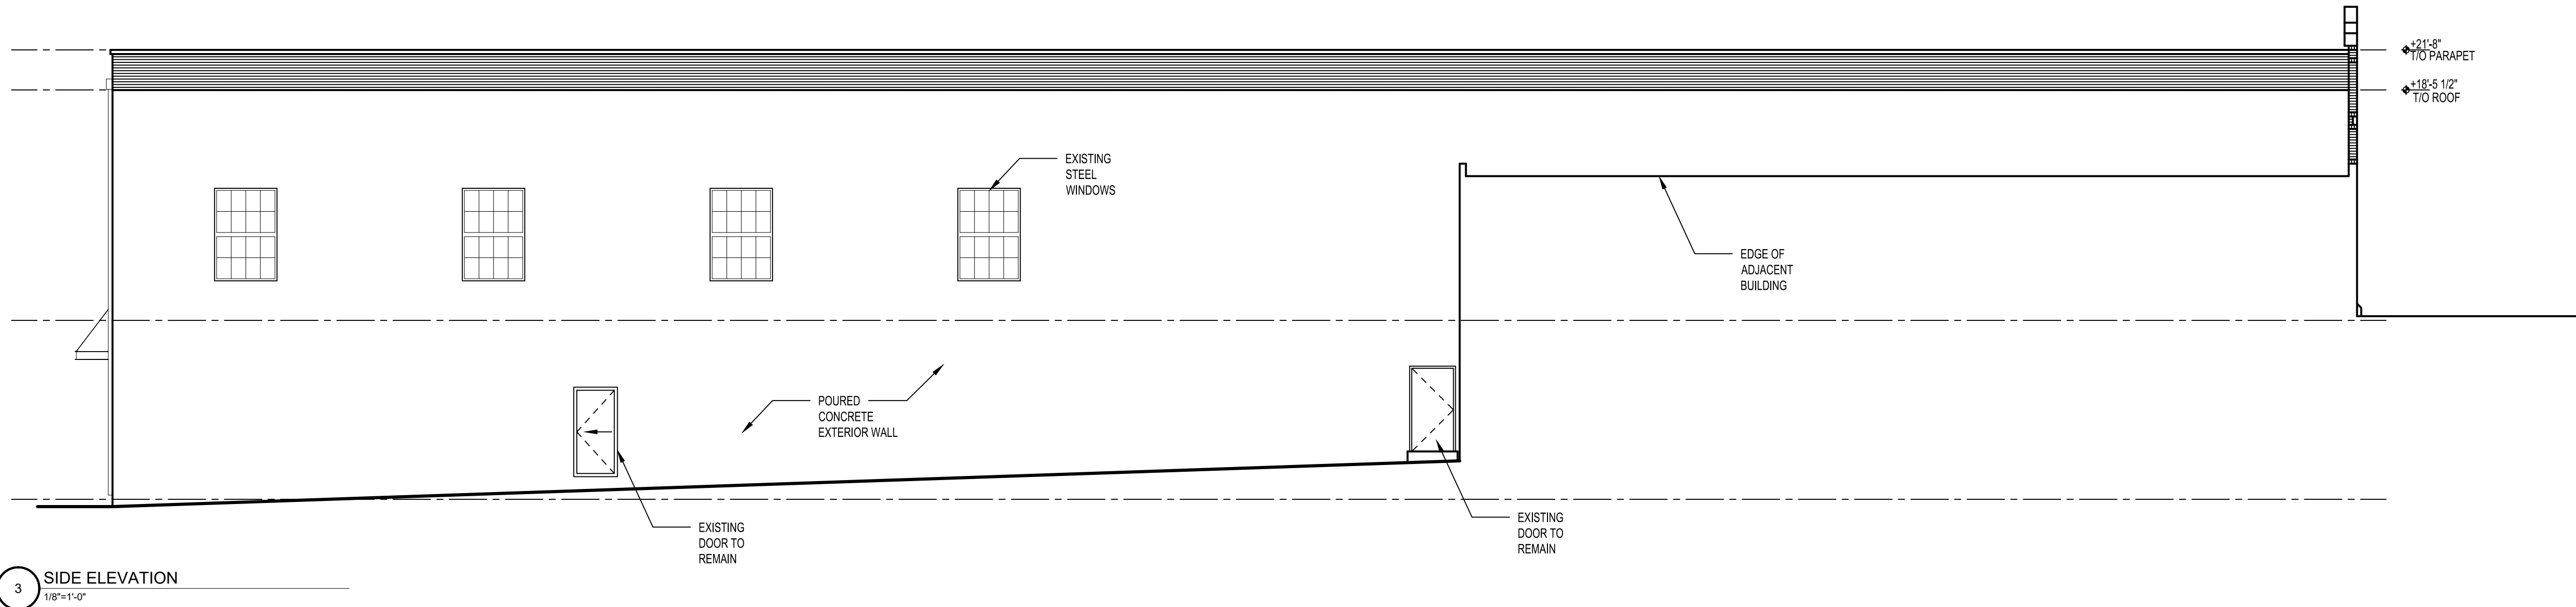 +21'-8"
T/O PARAPET
+18'-5 1/2"
T/O ROOF
EXISTING
STEEL
WINDOWS
EDGE OF
ADJACENT
BUILDING
POURED
CONCRETE
EXTERIOR WALL
EXISTING
DOOR TO
REMAIN
EXISTING
DOOR TO
REMAIN
3
SIDE ELEVATION
1/8"=1'-0"